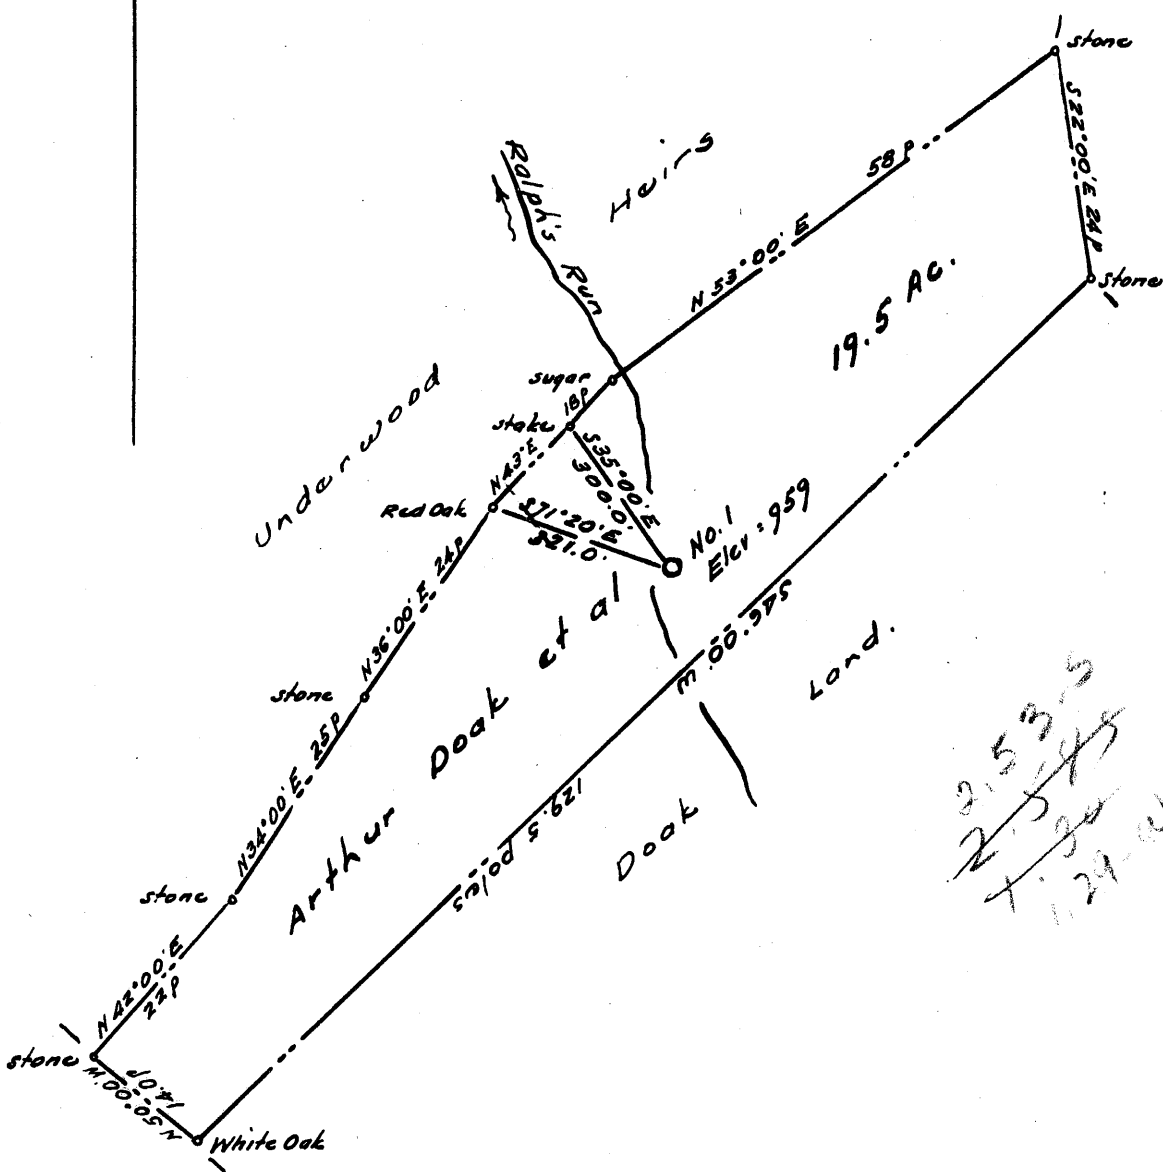 stone
S22°00'E 24P
stone
58P
N 53°00' E
19.5 Ac.
Heirs
Ralph's Run
sugar
18P
stake
N43°E
Red Oak
S35°00'E
300.0'
S71°20'E
321.0'
No. 1
Elev = 959
Underwood
24P
N36°00'E
stone
25P
N34°00'E
stone
Arthur Doak et al
S46°00'W
129.5 poles
Doak Land.
N 42°00'E
22P
stone
N50°00'W
14.0P
White Oak